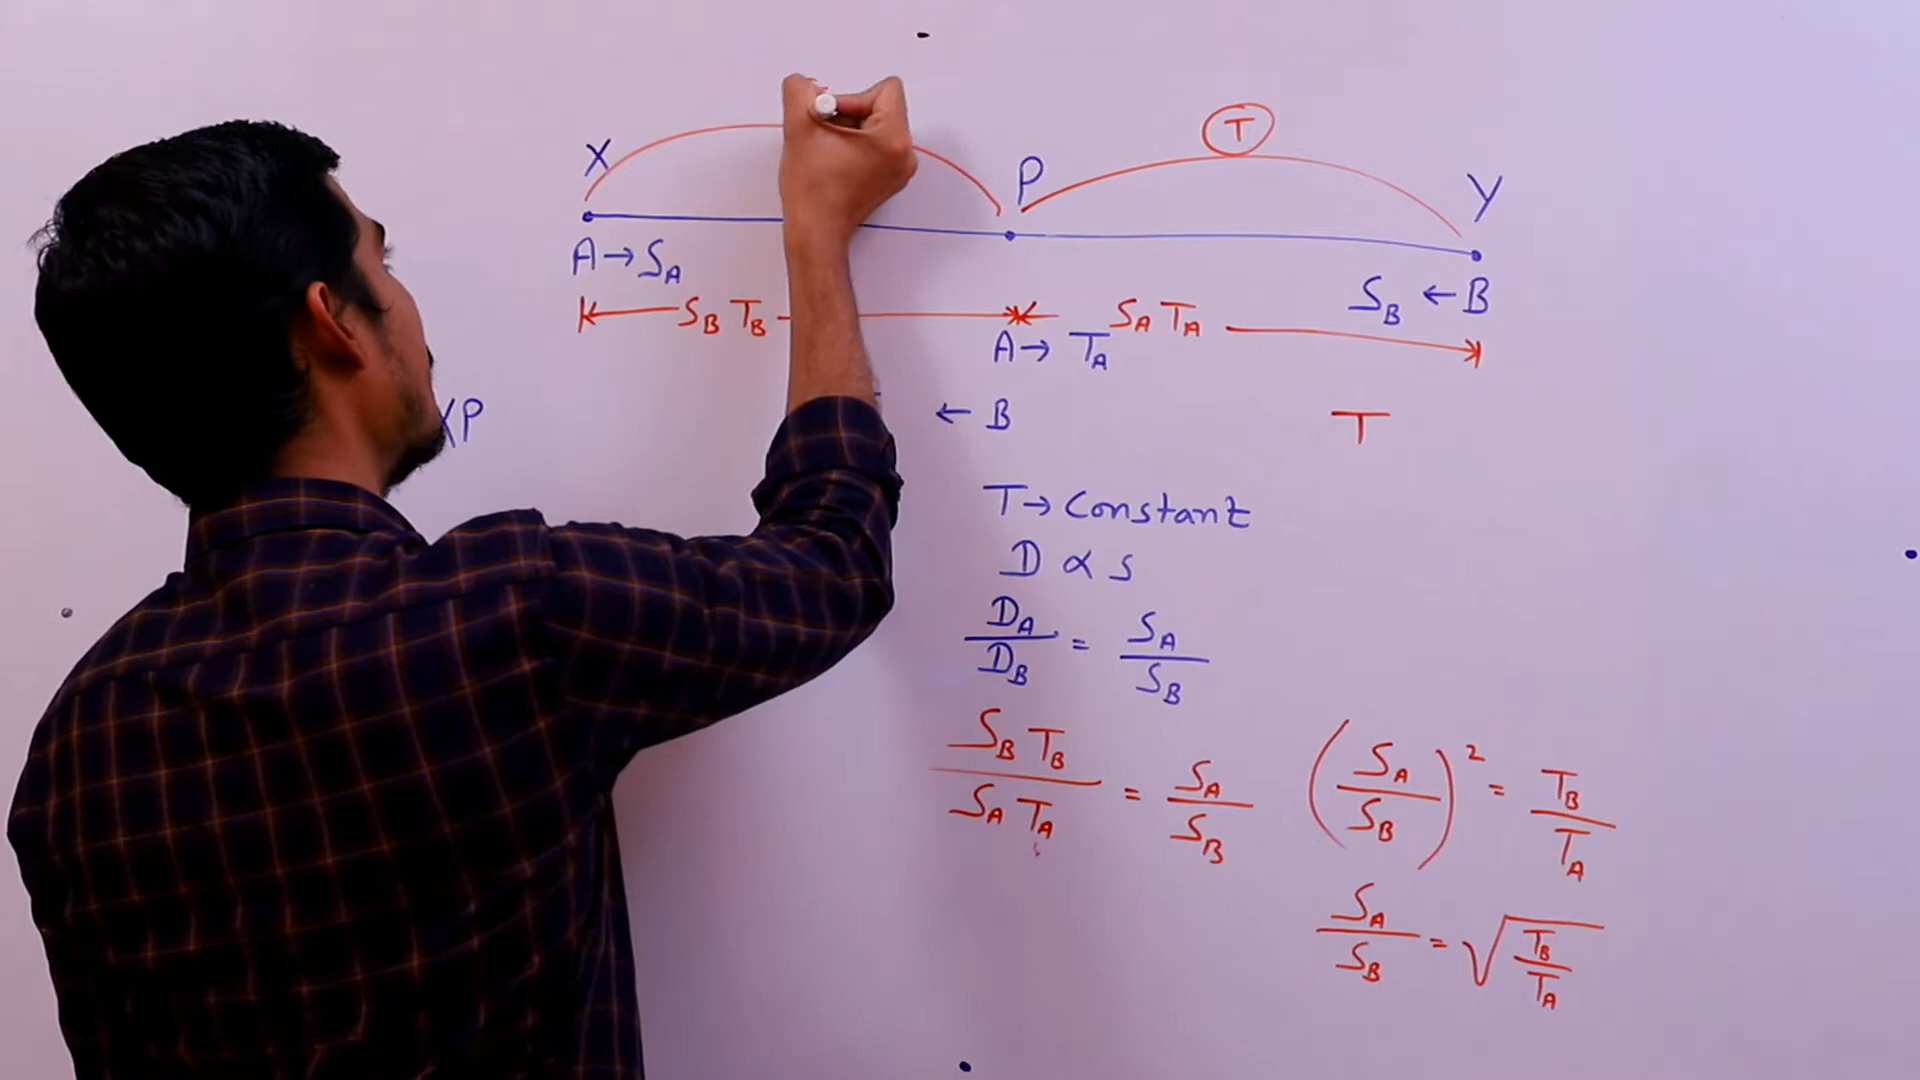 T
X P Y
A → S_A S_B ← B
S_B T_B S_A T_A
A → T_A
XP ← B T
T → Constant
D ∝ S
D_A / D_B = S_A / S_B
S_B T_B / S_A T_A = S_A / S_B
(S_A / S_B)² = T_B / T_A
S_A / S_B = √(T_B / T_A)